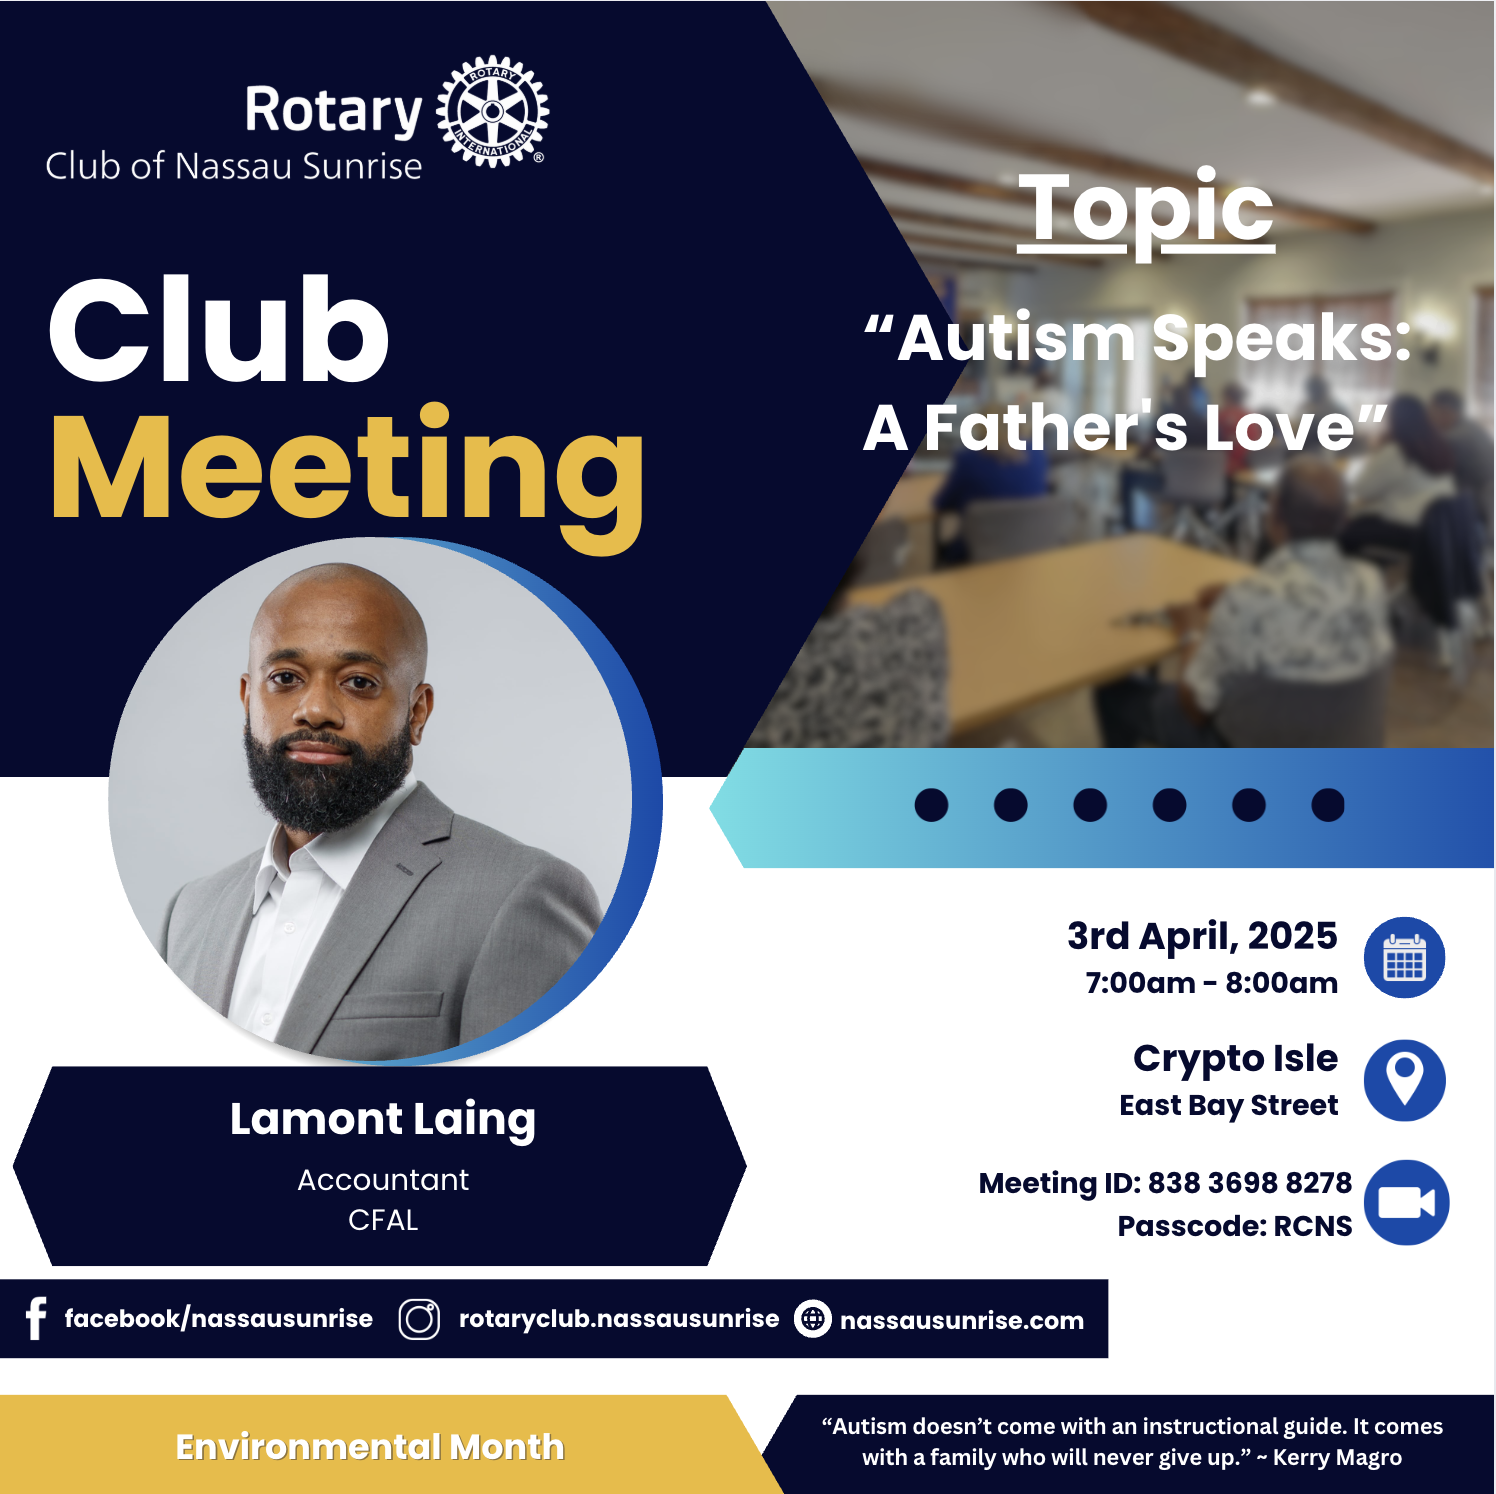 Rotary
Club of Nassau Sunrise
ROTARY
INTERNATIONAL
®
Club
Meeting
Topic
“Autism Speaks:
A Father's Love”
Lamont Laing
Accountant
CFAL
3rd April, 2025
7:00am - 8:00am
Crypto Isle
East Bay Street
Meeting ID: 838 3698 8278
Passcode: RCNS
facebook/nassausunrise
rotaryclub.nassausunrise
nassausunrise.com
Environmental Month
“Autism doesn’t come with an instructional guide. It comes
with a family who will never give up.” ~ Kerry Magro